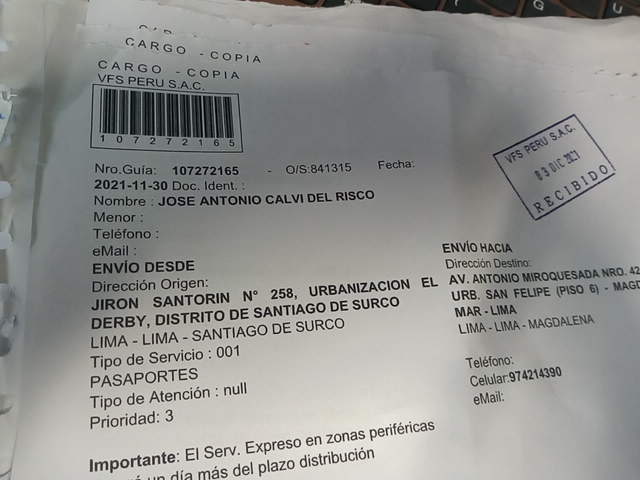 CARGO - COPIA
CARGO - COPIA
VFS PERU S.A.C.
107272165
Nro.Guía: 107272165 - O/S:841315 Fecha:
2021-11-30 Doc. Ident. :
Nombre : JOSE ANTONIO CALVI DEL RISCO
Menor :
Teléfono :
eMail :
ENVÍO DESDE
Dirección Origen:
JIRON SANTORIN N° 258, URBANIZACION EL
DERBY, DISTRITO DE SANTIAGO DE SURCO
LIMA - LIMA - SANTIAGO DE SURCO
Tipo de Servicio : 001
PASAPORTES
Tipo de Atención : null
Prioridad: 3
VFS PERU S.A.C.
03 DIC 2021
RECIBIDO
ENVÍO HACIA
Dirección Destino:
AV. ANTONIO MIROQUESADA NRO. 42
URB. SAN FELIPE (PISO 6) - MAGD
MAR - LIMA
LIMA - LIMA - MAGDALENA
Teléfono:
Celular:974214390
eMail:
Importante: El Serv. Expreso en zonas periféricas
un día más del plazo distribución